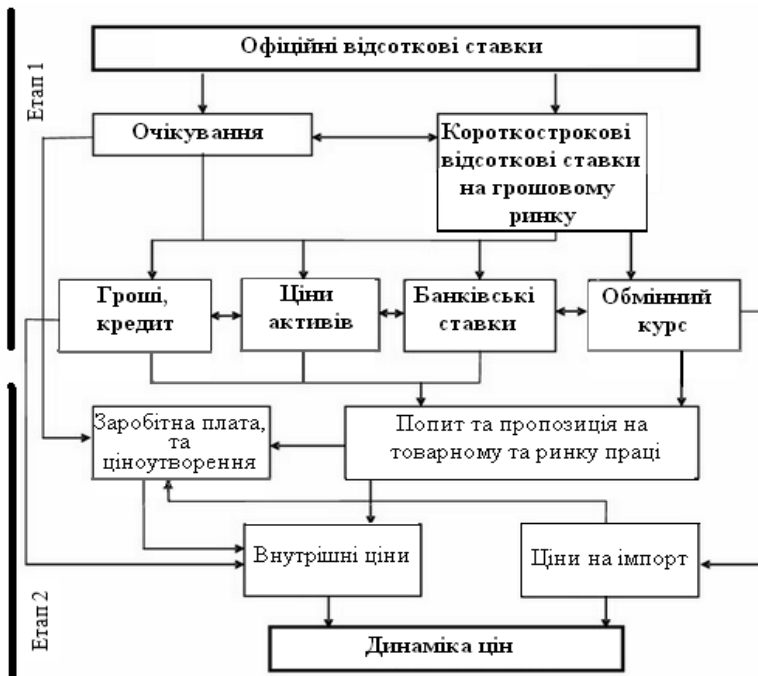 Офіційні відсоткові ставки
Етап 1
Очікування
Короткострокові
відсоткові ставки
на грошовому
ринку
Гроші,
кредит
Ціни
активів
Банківські
ставки
Обмінний
курс
Заробітна плата,
та
ціноутворення
Попит та пропозиція на
товарному та ринку праці
Внутрішні ціни
Ціни на імпорт
Етап 2
Динаміка цін